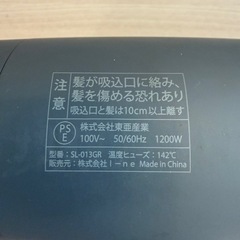 注意
髪が吸込口に絡み、
髪を傷める恐れあり
吸込口と髪は10cm以上離す
PSE
株式会社東亜産業
100V~ 50/60Hz 1200W
型番：SL-013GR 温度ヒューズ：142℃
販売元：株式会社 I-ne Made in China